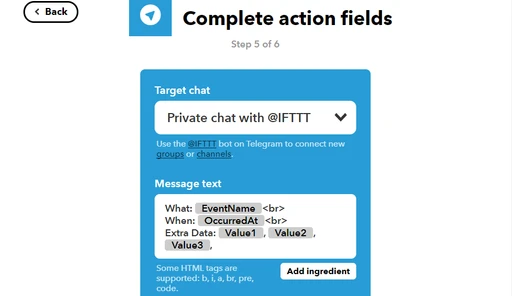 Back
Complete action fields
Step 5 of 6
Target chat
Private chat with @IFTTT
Use the @IFTTT bot on Telegram to connect new
groups or channels.
Message text
What: EventName <br>
When: OccurredAt <br>
Extra Data: Value1 , Value2 ,
Value3 ,
Some HTML tags are
supported: b, i, a, br, pre,
code.
Add ingredient